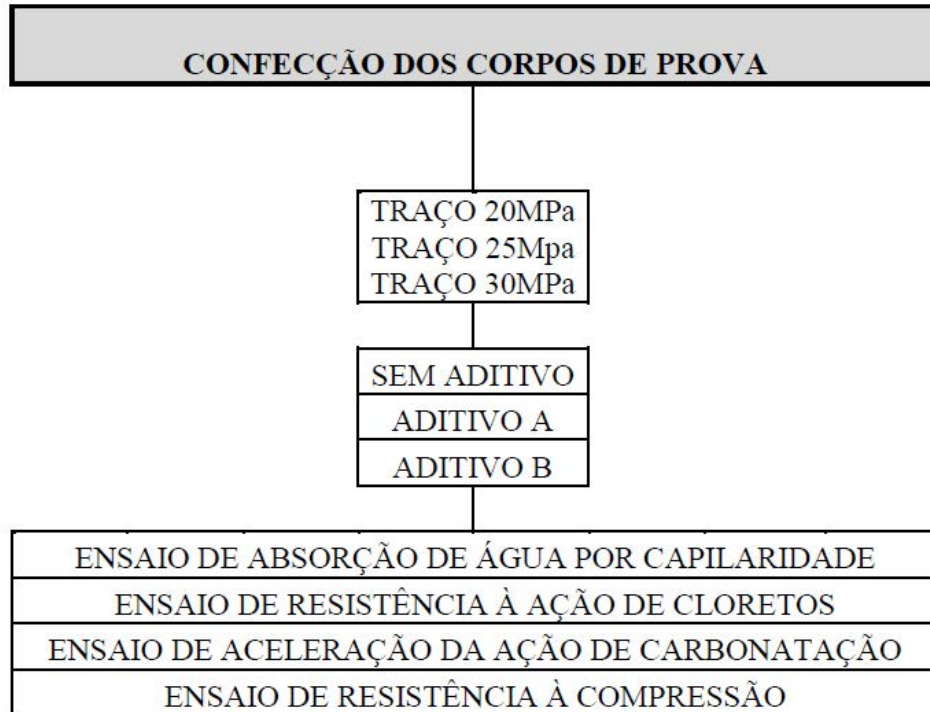 CONFECÇÃO DOS CORPOS DE PROVA
TRAÇO 20MPa
TRAÇO 25Mpa
TRAÇO 30MPa
SEM ADITIVO
ADITIVO A
ADITIVO B
ENSAIO DE ABSORÇÃO DE ÁGUA POR CAPILARIDADE
ENSAIO DE RESISTÊNCIA À AÇÃO DE CLORETOS
ENSAIO DE ACELERAÇÃO DA AÇÃO DE CARBONATAÇÃO
ENSAIO DE RESISTÊNCIA À COMPRESSÃO